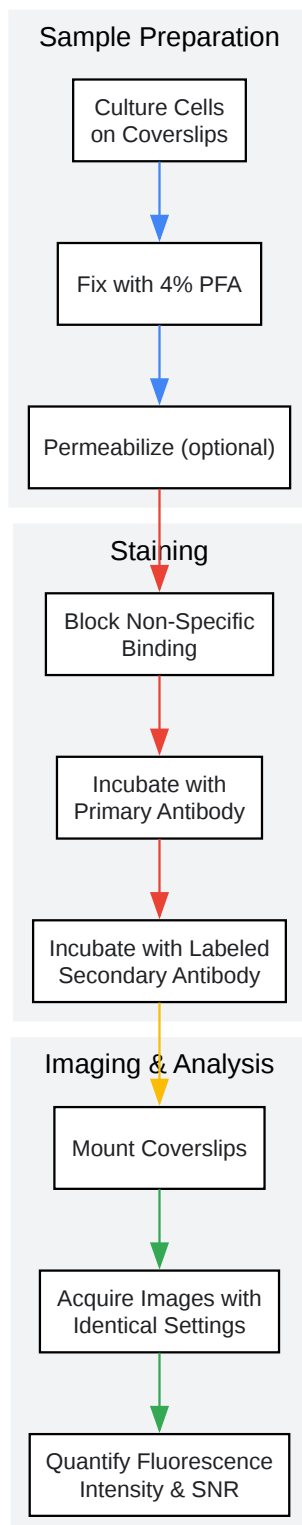 Sample Preparation
Culture Cells
on Coverslips
Fix with 4% PFA
Permeabilize (optional)
Staining
Block Non-Specific
Binding
Incubate with
Primary Antibody
Incubate with Labeled
Secondary Antibody
Imaging & Analysis
Mount Coverslips
Acquire Images with
Identical Settings
Quantify Fluorescence
Intensity & SNR